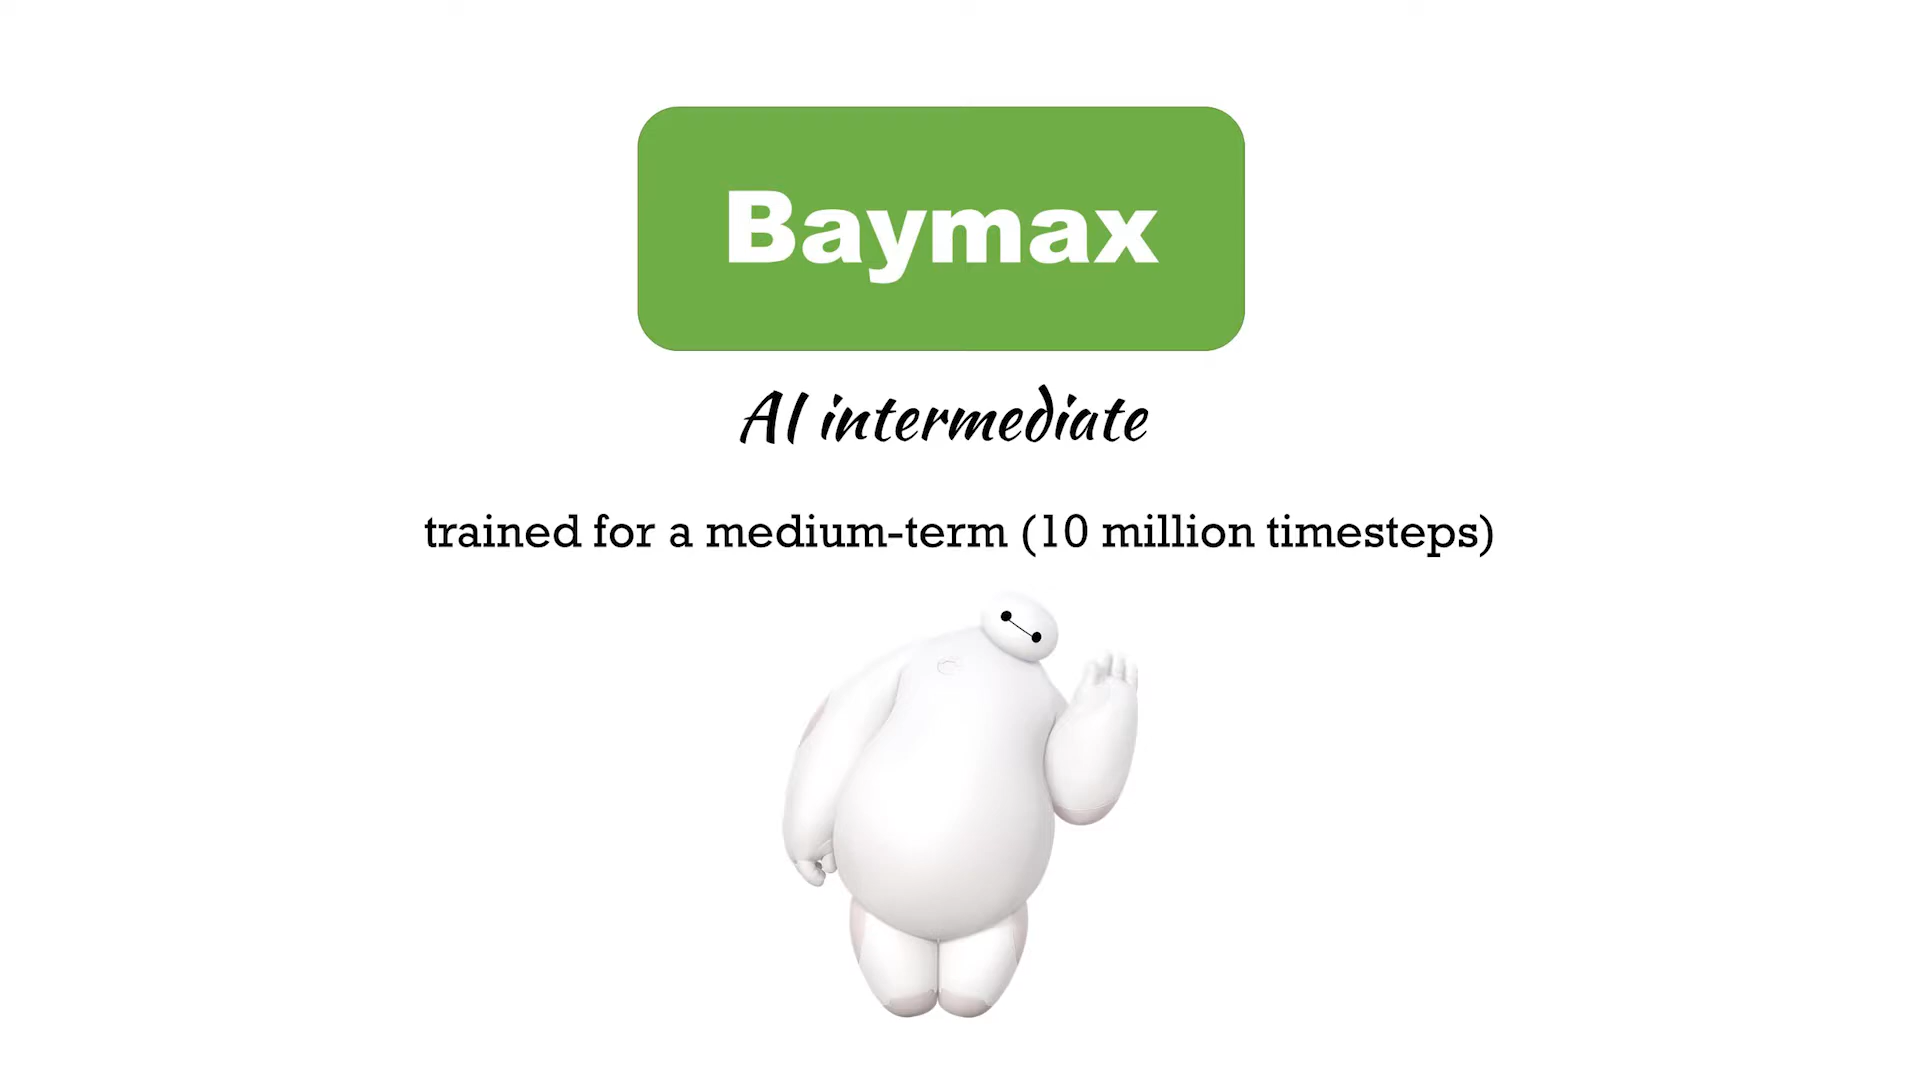 Baymax
AI intermediate
trained for a medium-term (10 million timesteps)